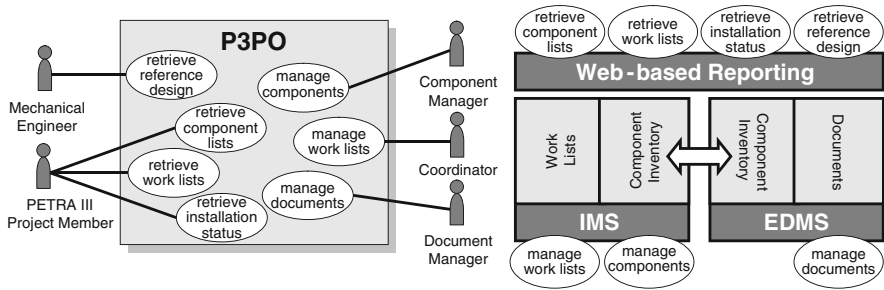 P3PO
retrieve
reference
design
manage
components
retrieve
component
lists
manage
work lists
retrieve
work lists
manage
documents
retrieve
installation
status
Mechanical
Engineer
PETRA III
Project Member
Component
Manager
Coordinator
Document
Manager
retrieve
component
lists
retrieve
work lists
retrieve
installation
status
retrieve
reference
design
Web-based Reporting
Work
Lists
Component
Inventory
Component
Inventory
Documents
IMS
EDMS
manage
work lists
manage
components
manage
documents